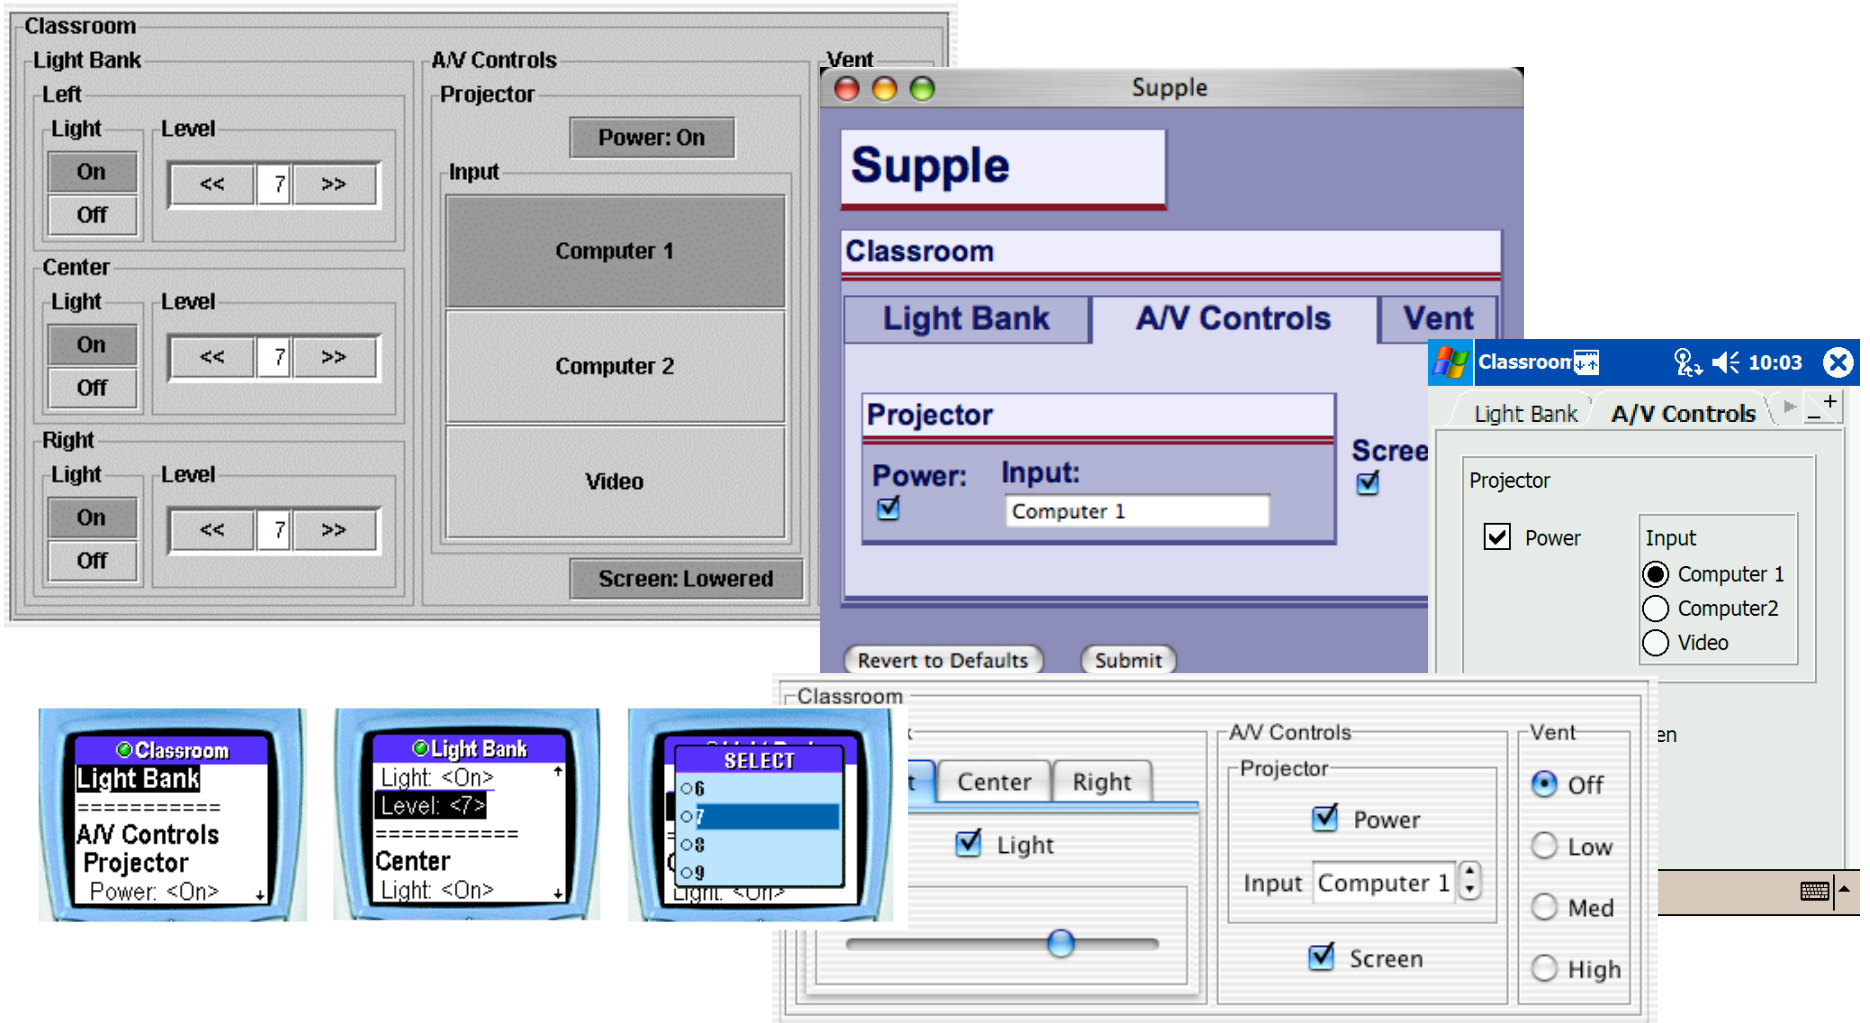 Classroom
Light Bank
Left
Light Level
On
Off
<< 7 >>
Center
Light Level
On
Off
<< 7 >>
Right
Light Level
On
Off
<< 7 >>
A/V Controls
Projector
Power: On
Input
Computer 1
Computer 2
Video
Screen: Lowered
Vent
Supple
Supple
Classroom
Light Bank A/V Controls Vent
Projector
Power: Input:
Computer 1
Scree
Revert to Defaults Submit
Classroom 10:03
Light Bank A/V Controls
Projector
Power
Input
Computer 1
Computer2
Video
en
Classroom
Light Bank
===========
A/V Controls
Projector
Power: <On>
Light Bank
Light: <On>
Level: <7>
===========
Center
Light: <On>
SELECT
6
7
8
9
Light: <On>
Classroom
k
t Center Right
Light
A/V Controls
Projector
Power
Input Computer 1
Screen
Vent
Off
Low
Med
High